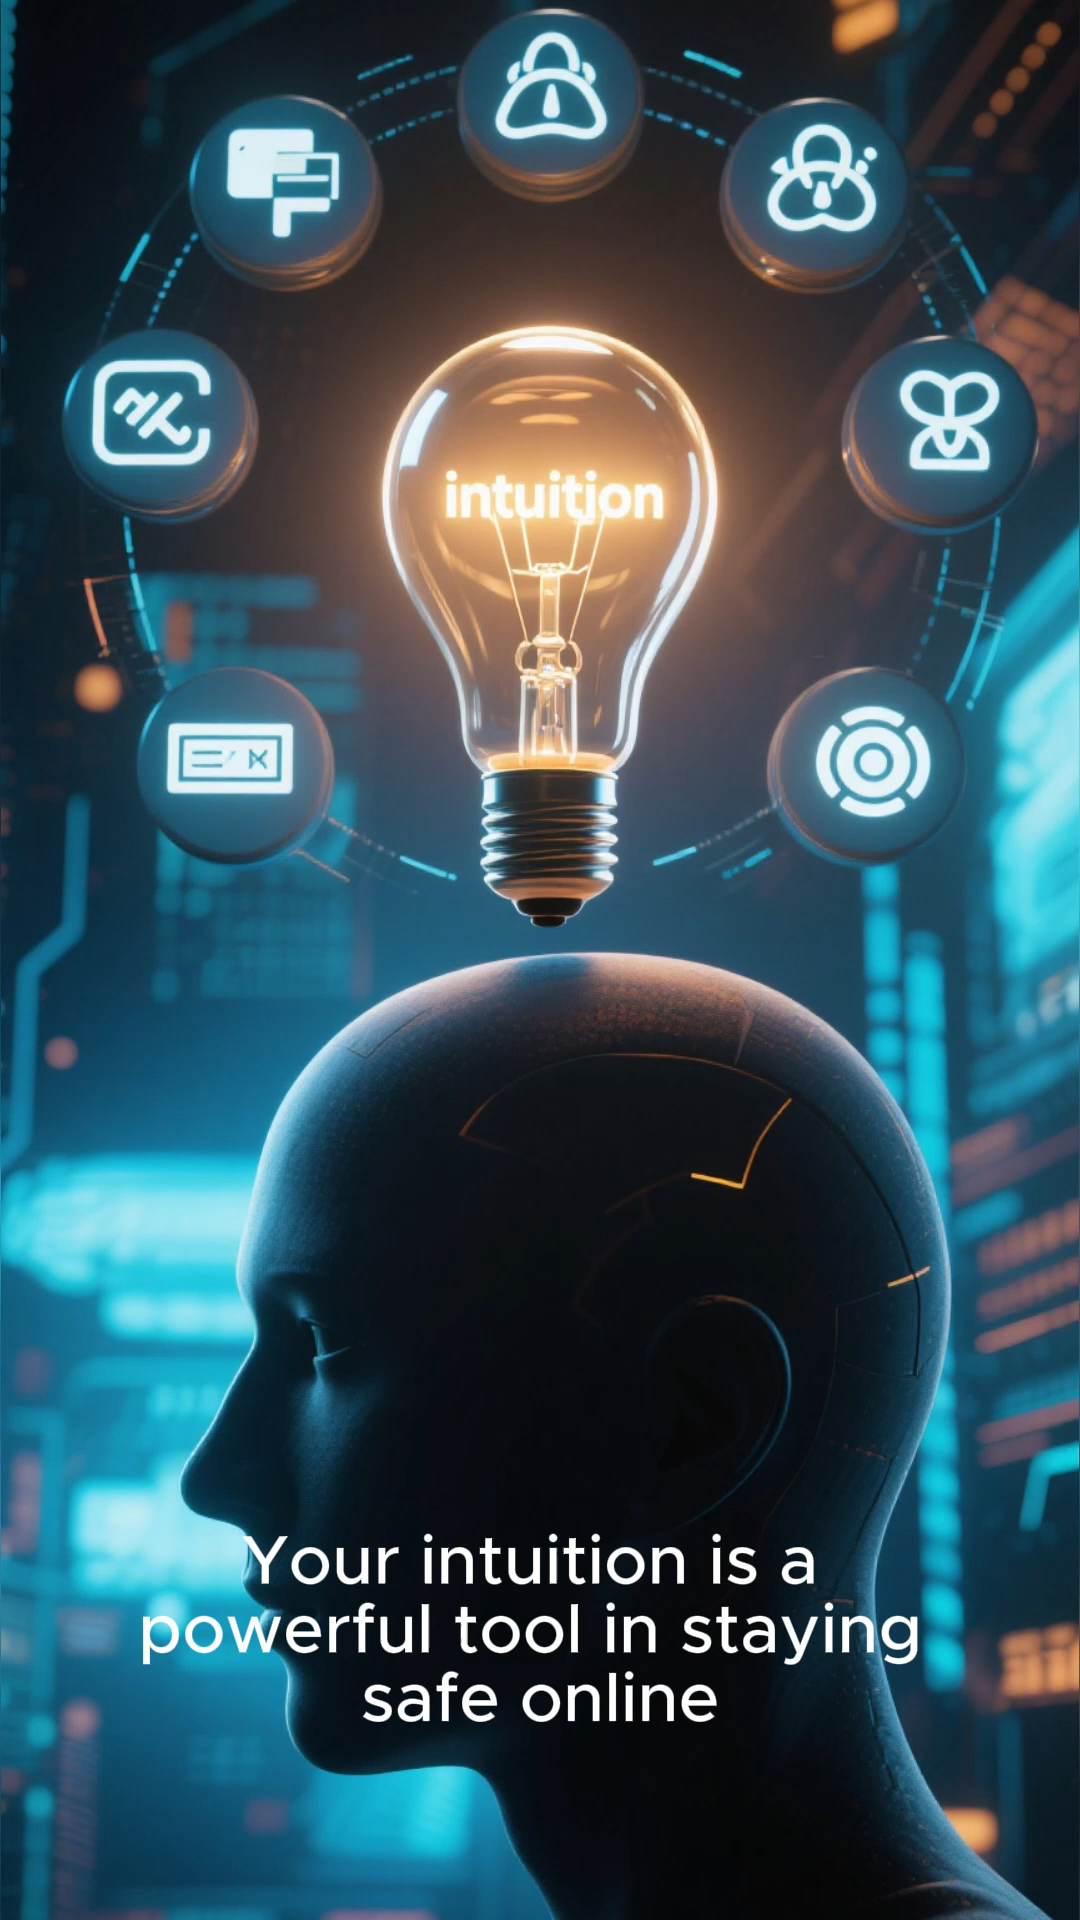 intuition
Your intuition is a
powerful tool in staying
safe online